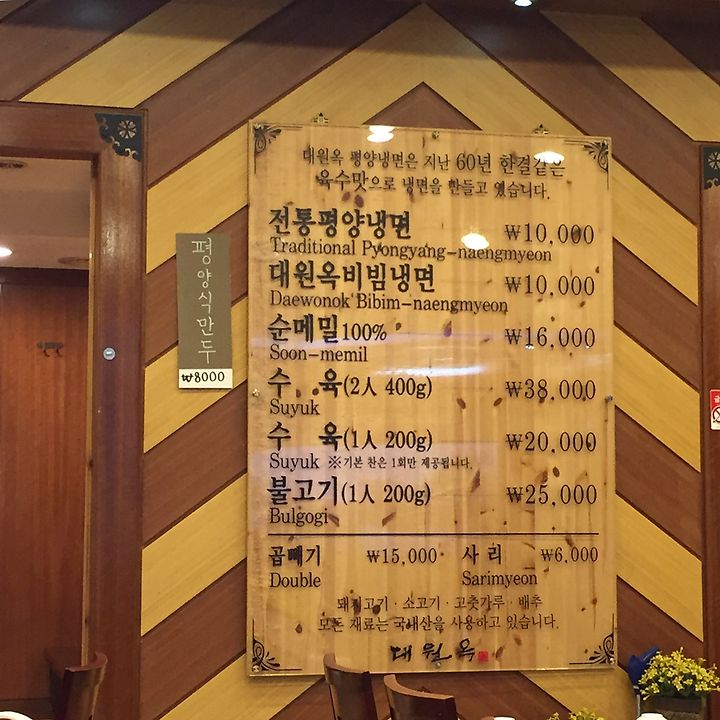 대원옥 평양냉면은 지난 60년 한결같은
육수맛으로 냉면을 만들고 있습니다.
전통평양냉면 ₩10,000
Traditional Pyongyang-naengmyeon
대원옥비빔냉면 ₩10,000
Daewonok Bibim-naengmyeon
순메밀100% ₩16,000
Soon-memil
수 육(2人 400g) ₩38,000
Suyuk
수 육(1人 200g) ₩20,000
Suyuk ※기본 찬은 1회만 제공됩니다.
불고기(1人 200g) ₩25,000
Bulgogi
곱빼기 ₩15,000 사리 ₩6,000
Double Sarimyeon
돼지고기·소고기·고춧가루·배추
모든 재료는 국내산을 사용하고 있습니다.
대원옥
평양식만두
₩8000